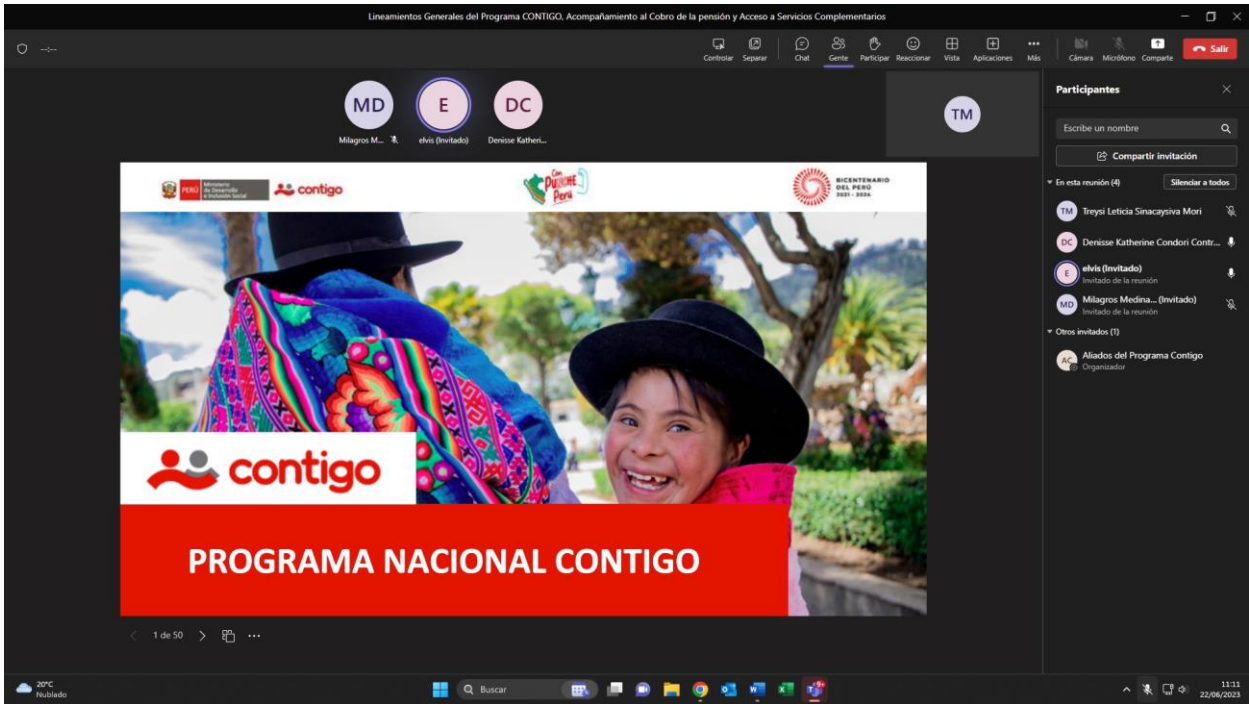 Lineamientos Generales del Programa CONTIGO, Acompañamiento al Cobro de la pensión y Acceso a Servicios Complementarios
--:--
Controlar Separar Chat Gente Participar Reaccionar Vista Aplicaciones Más Cámara Micrófono Comparte Salir
MD E DC TM
Milagros M... elvis (Invitado) Denisse Katheri...
PERÚ Ministerio de Desarrollo e Inclusión Social contigo
Con PUNCHE Perú
BICENTENARIO
DEL PERÚ
2021 - 2024
contigo
PROGRAMA NACIONAL CONTIGO
1 de 50
Participantes
Escribe un nombre
Compartir invitación
En esta reunión (4) Silenciar a todos
TM Treysi Leticia Sinacaysiva Mori
DC Denisse Katherine Condori Contr...
E elvis (Invitado)
Invitado de la reunión
MD Milagros Medina... (Invitado)
Invitado de la reunión
Otros invitados (1)
AC Aliados del Programa Contigo
Organizador
20°C
Nublado
Buscar
9+
11:11
22/06/2023